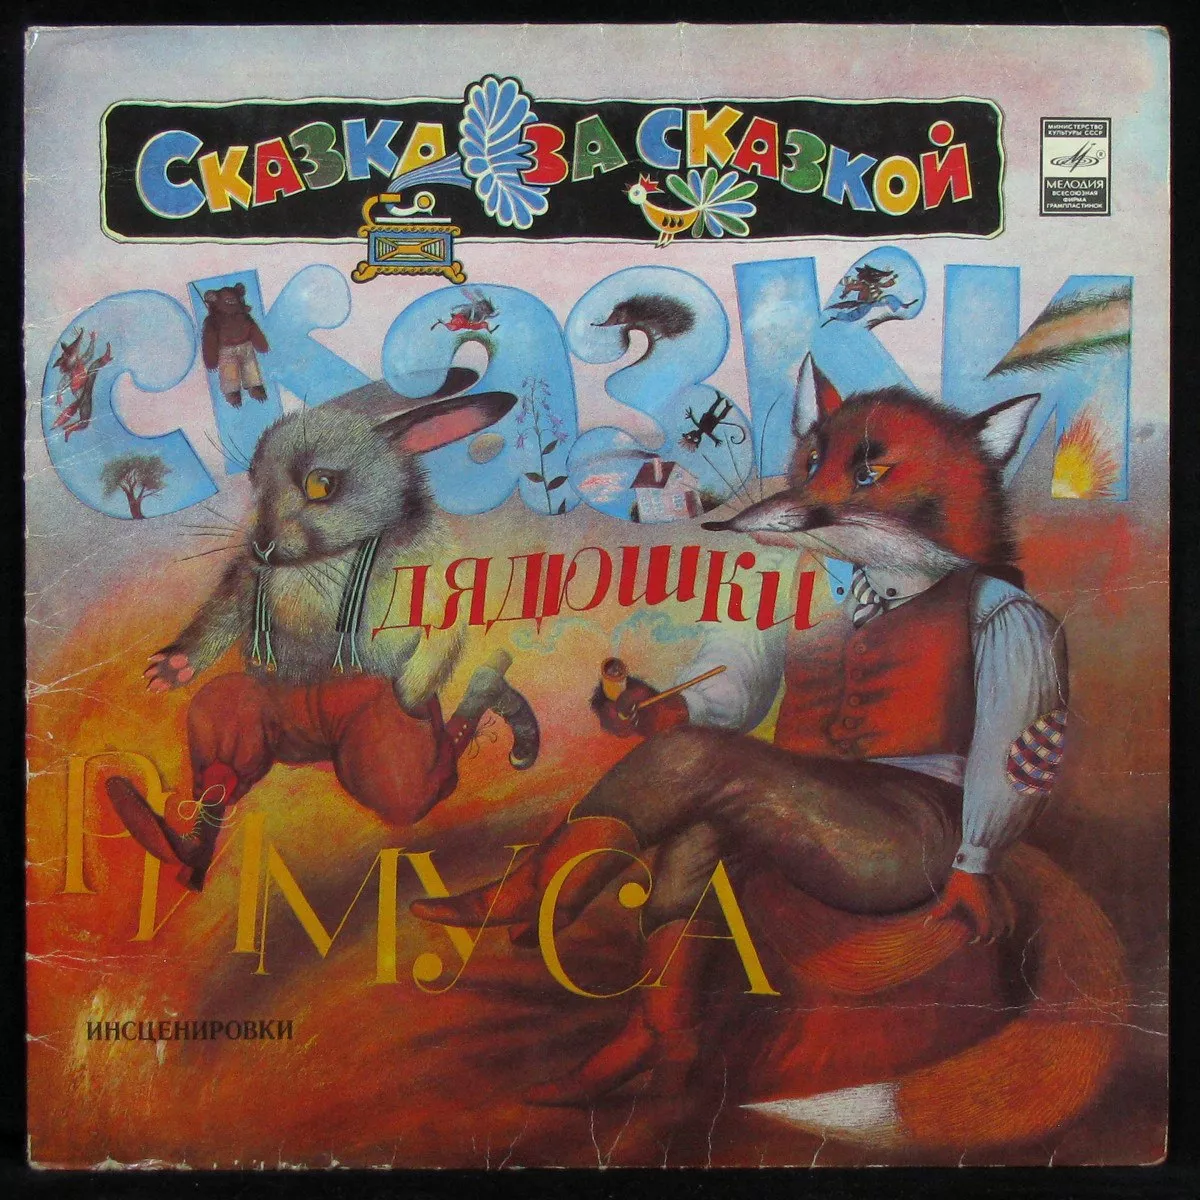 Сказка за сказкой
МИНИСТЕРСТВО
КУЛЬТУРЫ СССР
МЕЛОДИЯ
ВСЕСОЮЗНАЯ
ФИРМА
ГРАМПЛАСТИНОК
Сказки
дядюшки
РИМУСА
ИНСЦЕНИРОВКИ